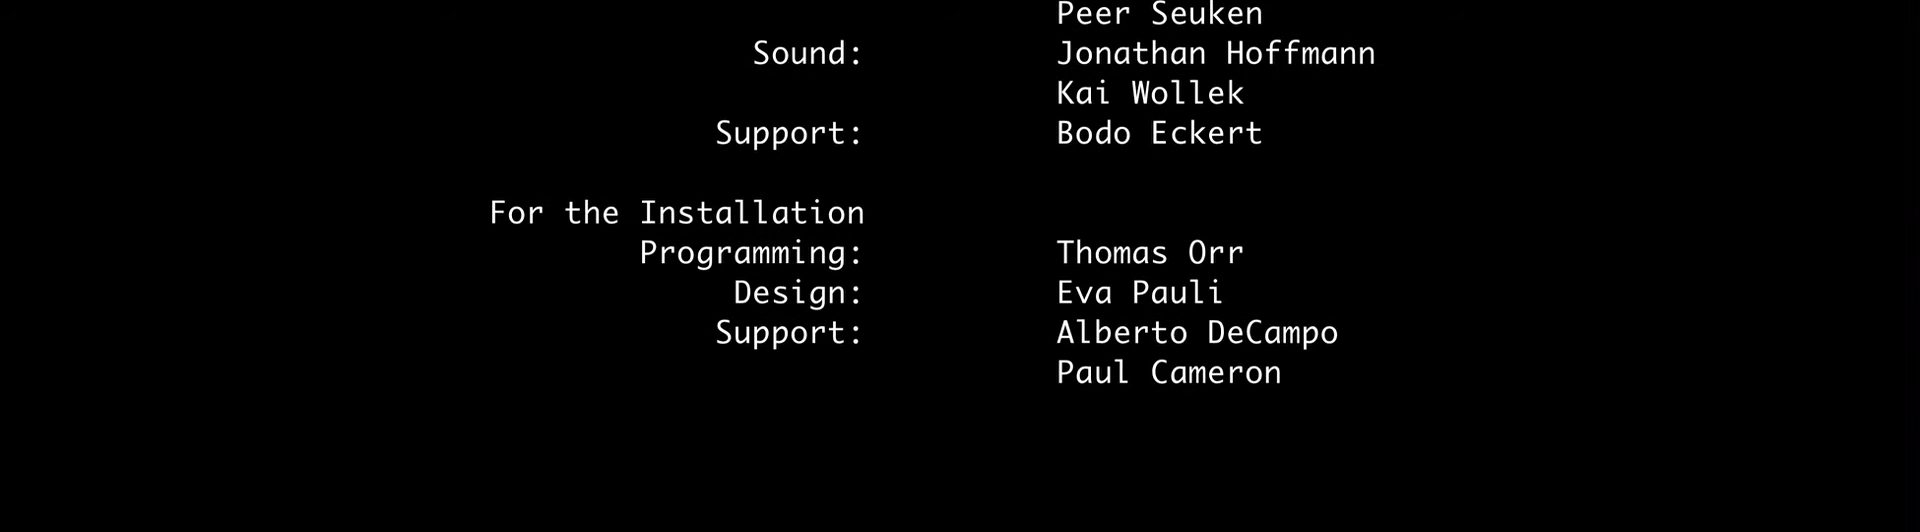 Peer Seuken
Sound: Jonathan Hoffmann
Kai Wollek
Support: Bodo Eckert
For the Installation
Programming: Thomas Orr
Design: Eva Pauli
Support: Alberto DeCampo
Paul Cameron